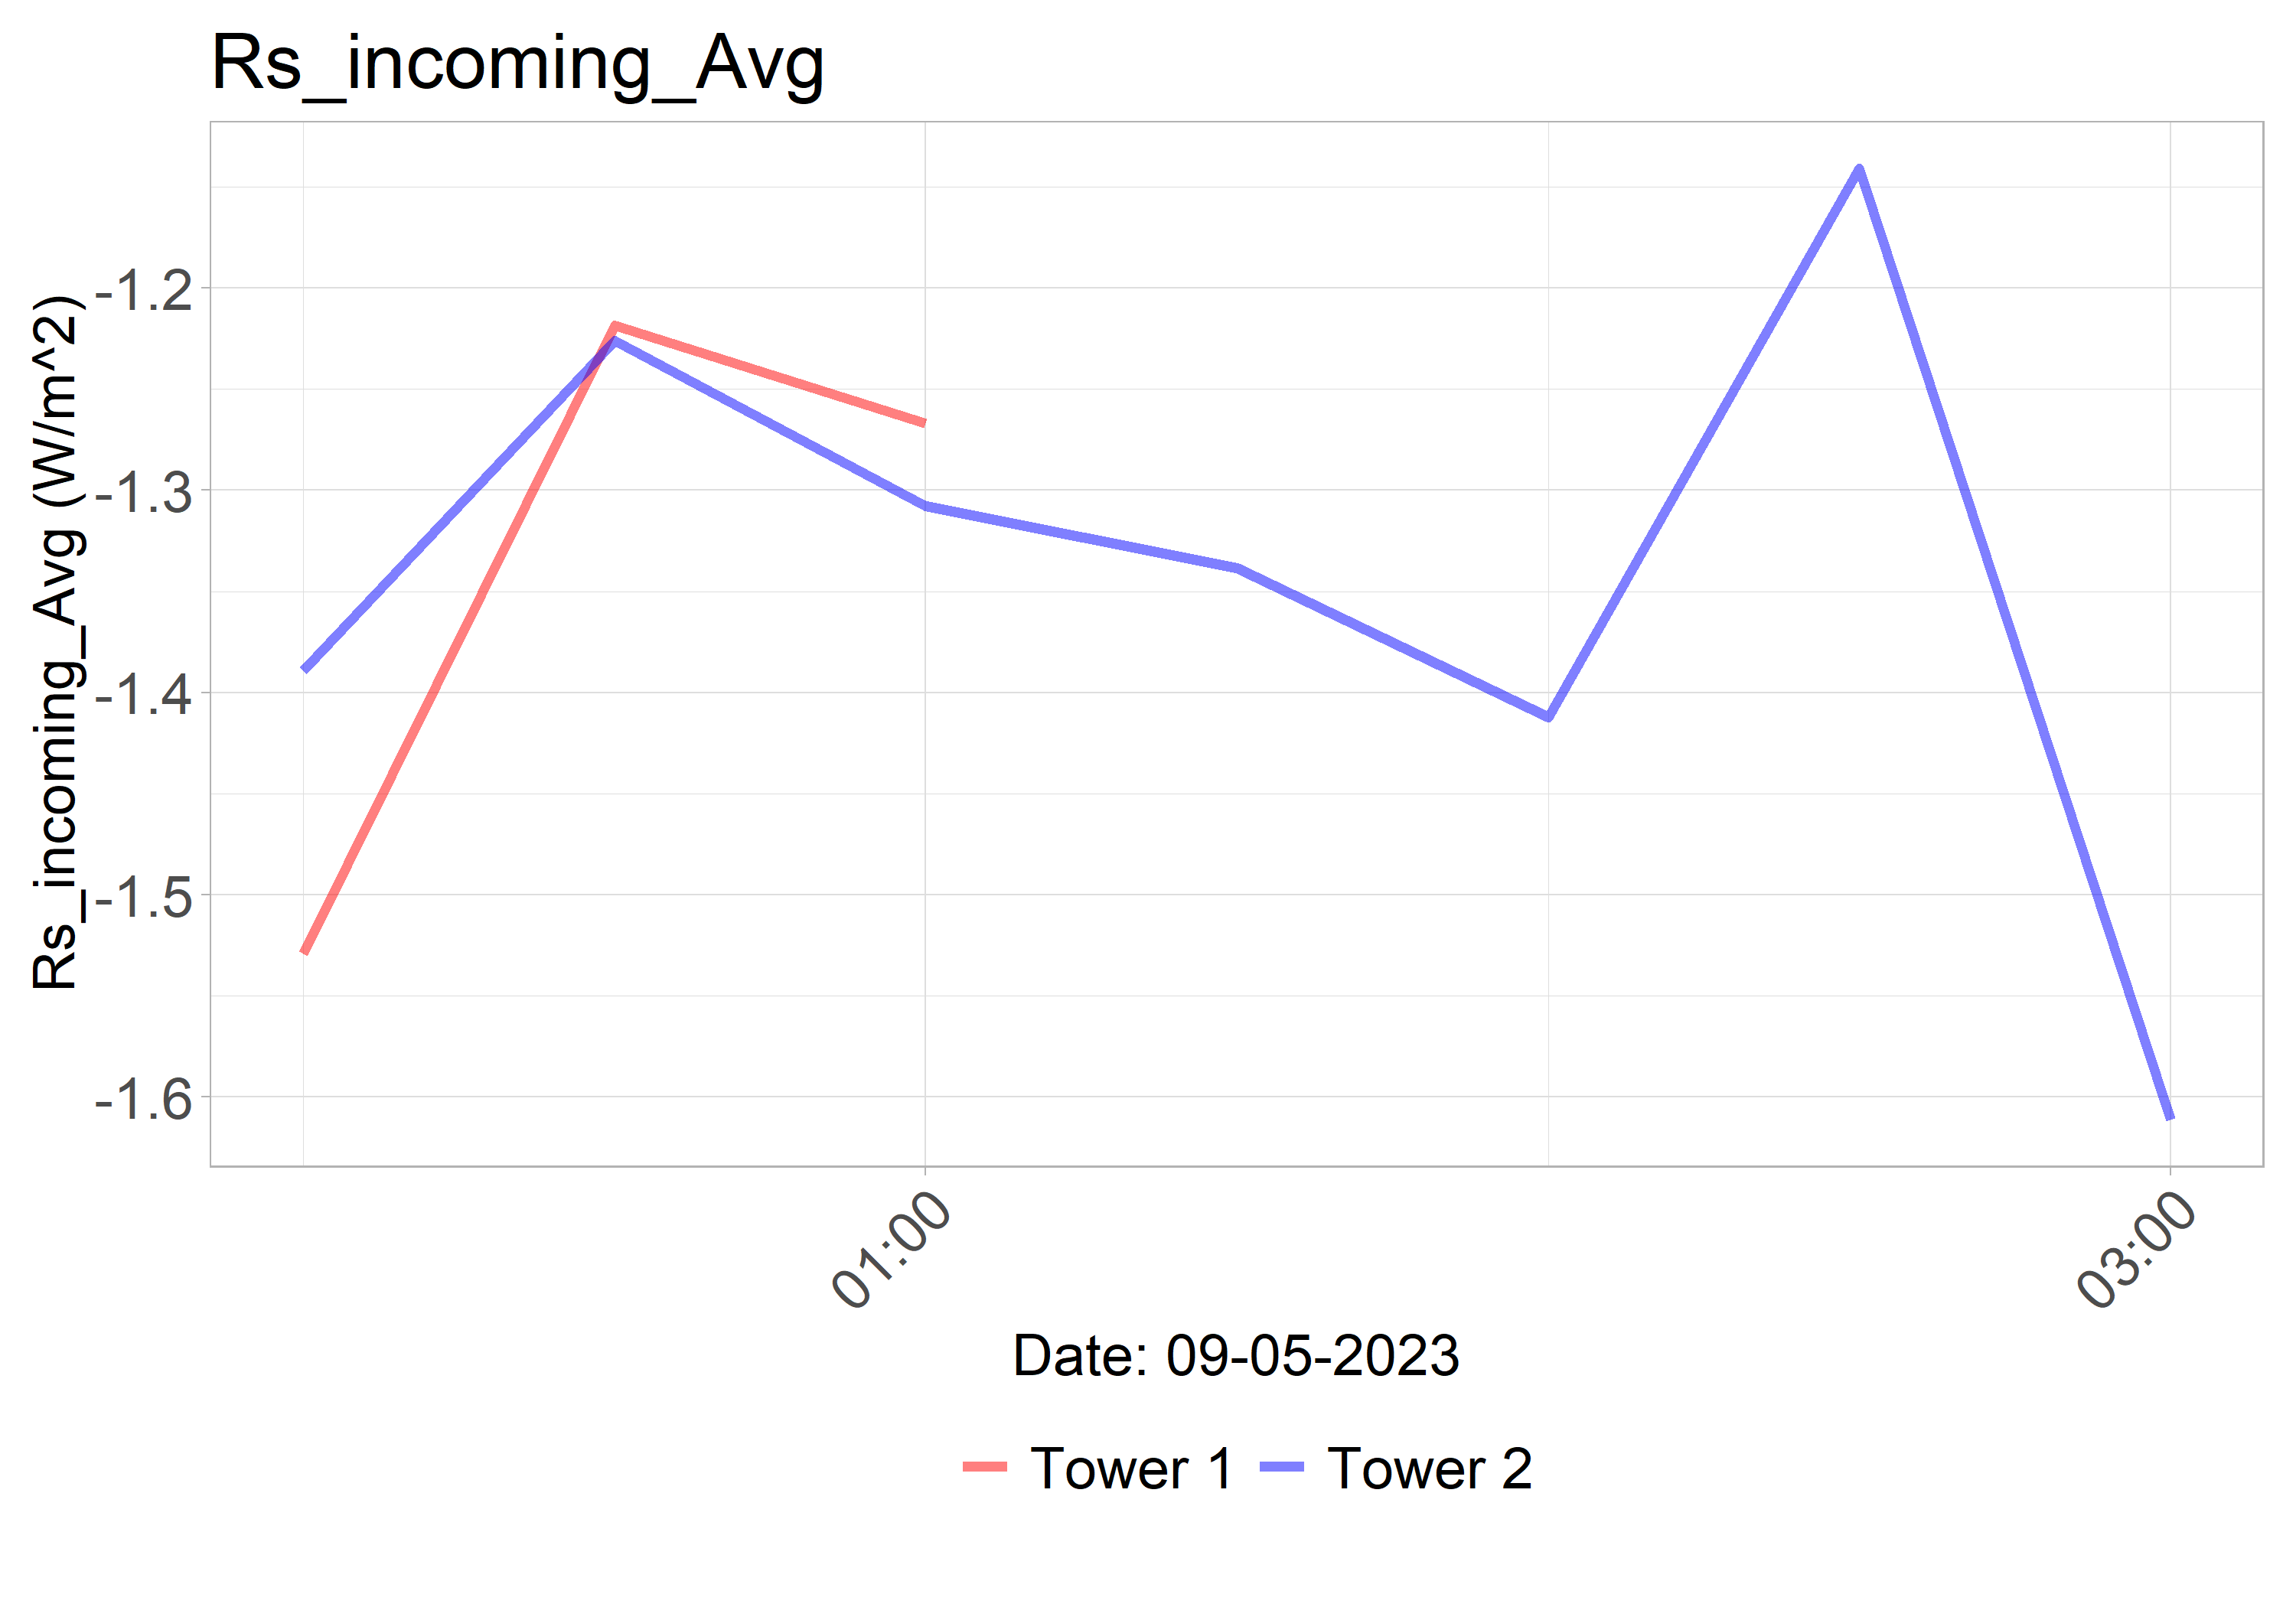 Rs_incoming_Avg
Rs_incoming_Avg (W/m^2)
-1.2
-1.3
-1.4
-1.5
-1.6
01:00
03:00
Date: 09-05-2023
Tower 1
Tower 2